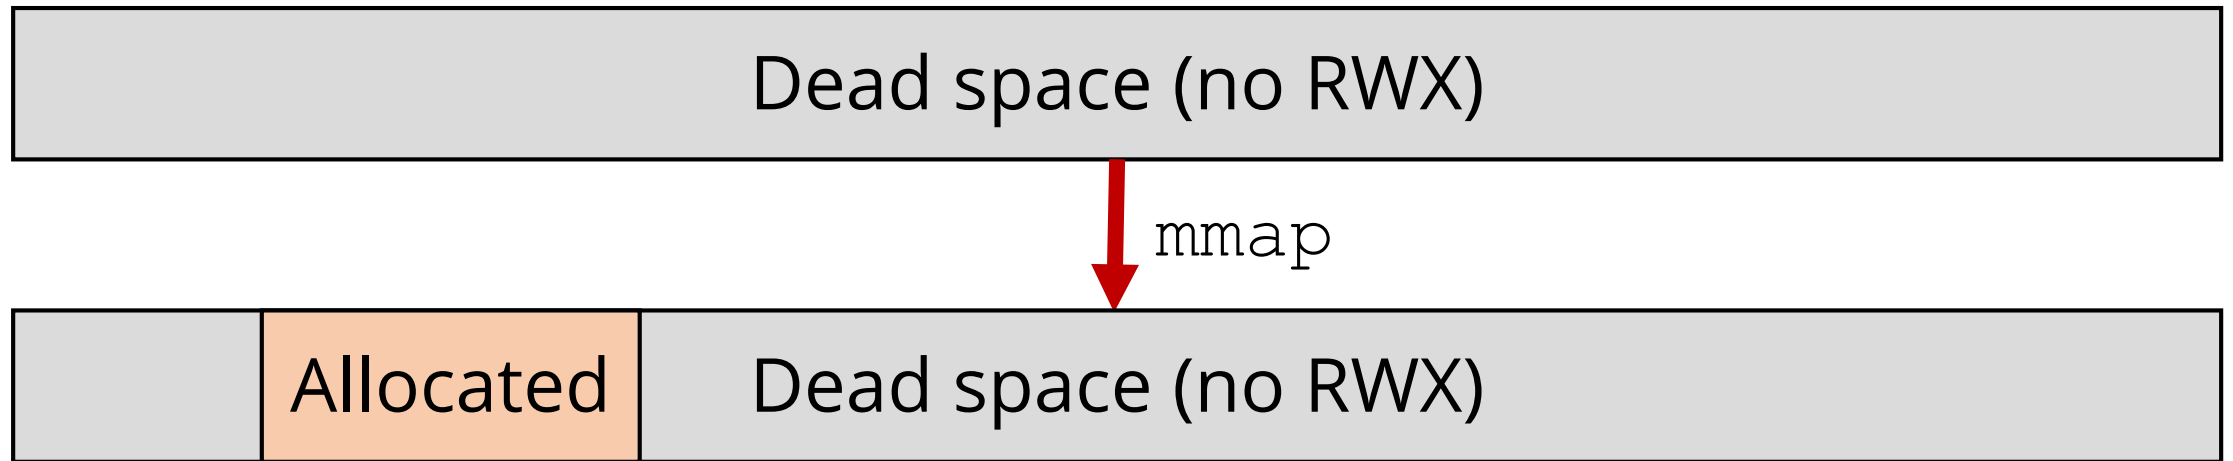 Dead space (no RWX)
mmap
Allocated
Dead space (no RWX)